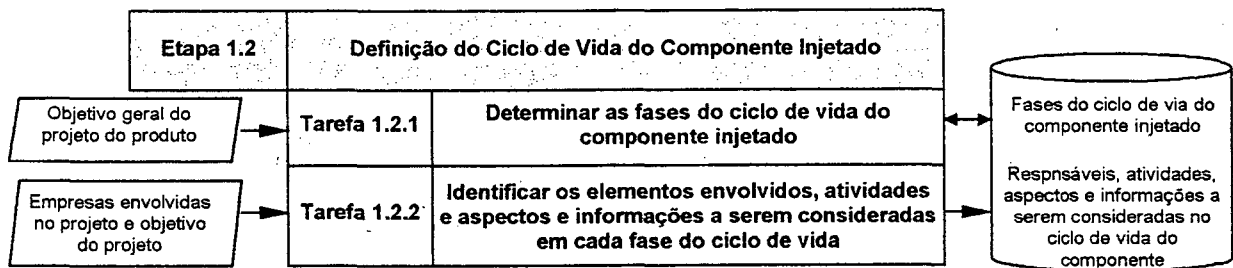 Etapa 1.2
Definição do Ciclo de Vida do Componente Injetado
Objetivo geral do
projeto do produto
Tarefa 1.2.1
Determinar as fases do ciclo de vida do
componente injetado
Empresas envolvidas
no projeto e objetivo
do projeto
Tarefa 1.2.2
Identificar os elementos envolvidos, atividades
e aspectos e informações a serem consideradas
em cada fase do ciclo de vida
Fases do ciclo de via do
componente injetado
Respnsáveis, atividades,
aspectos e informações a
serem consideradas no
ciclo de vida do
componente